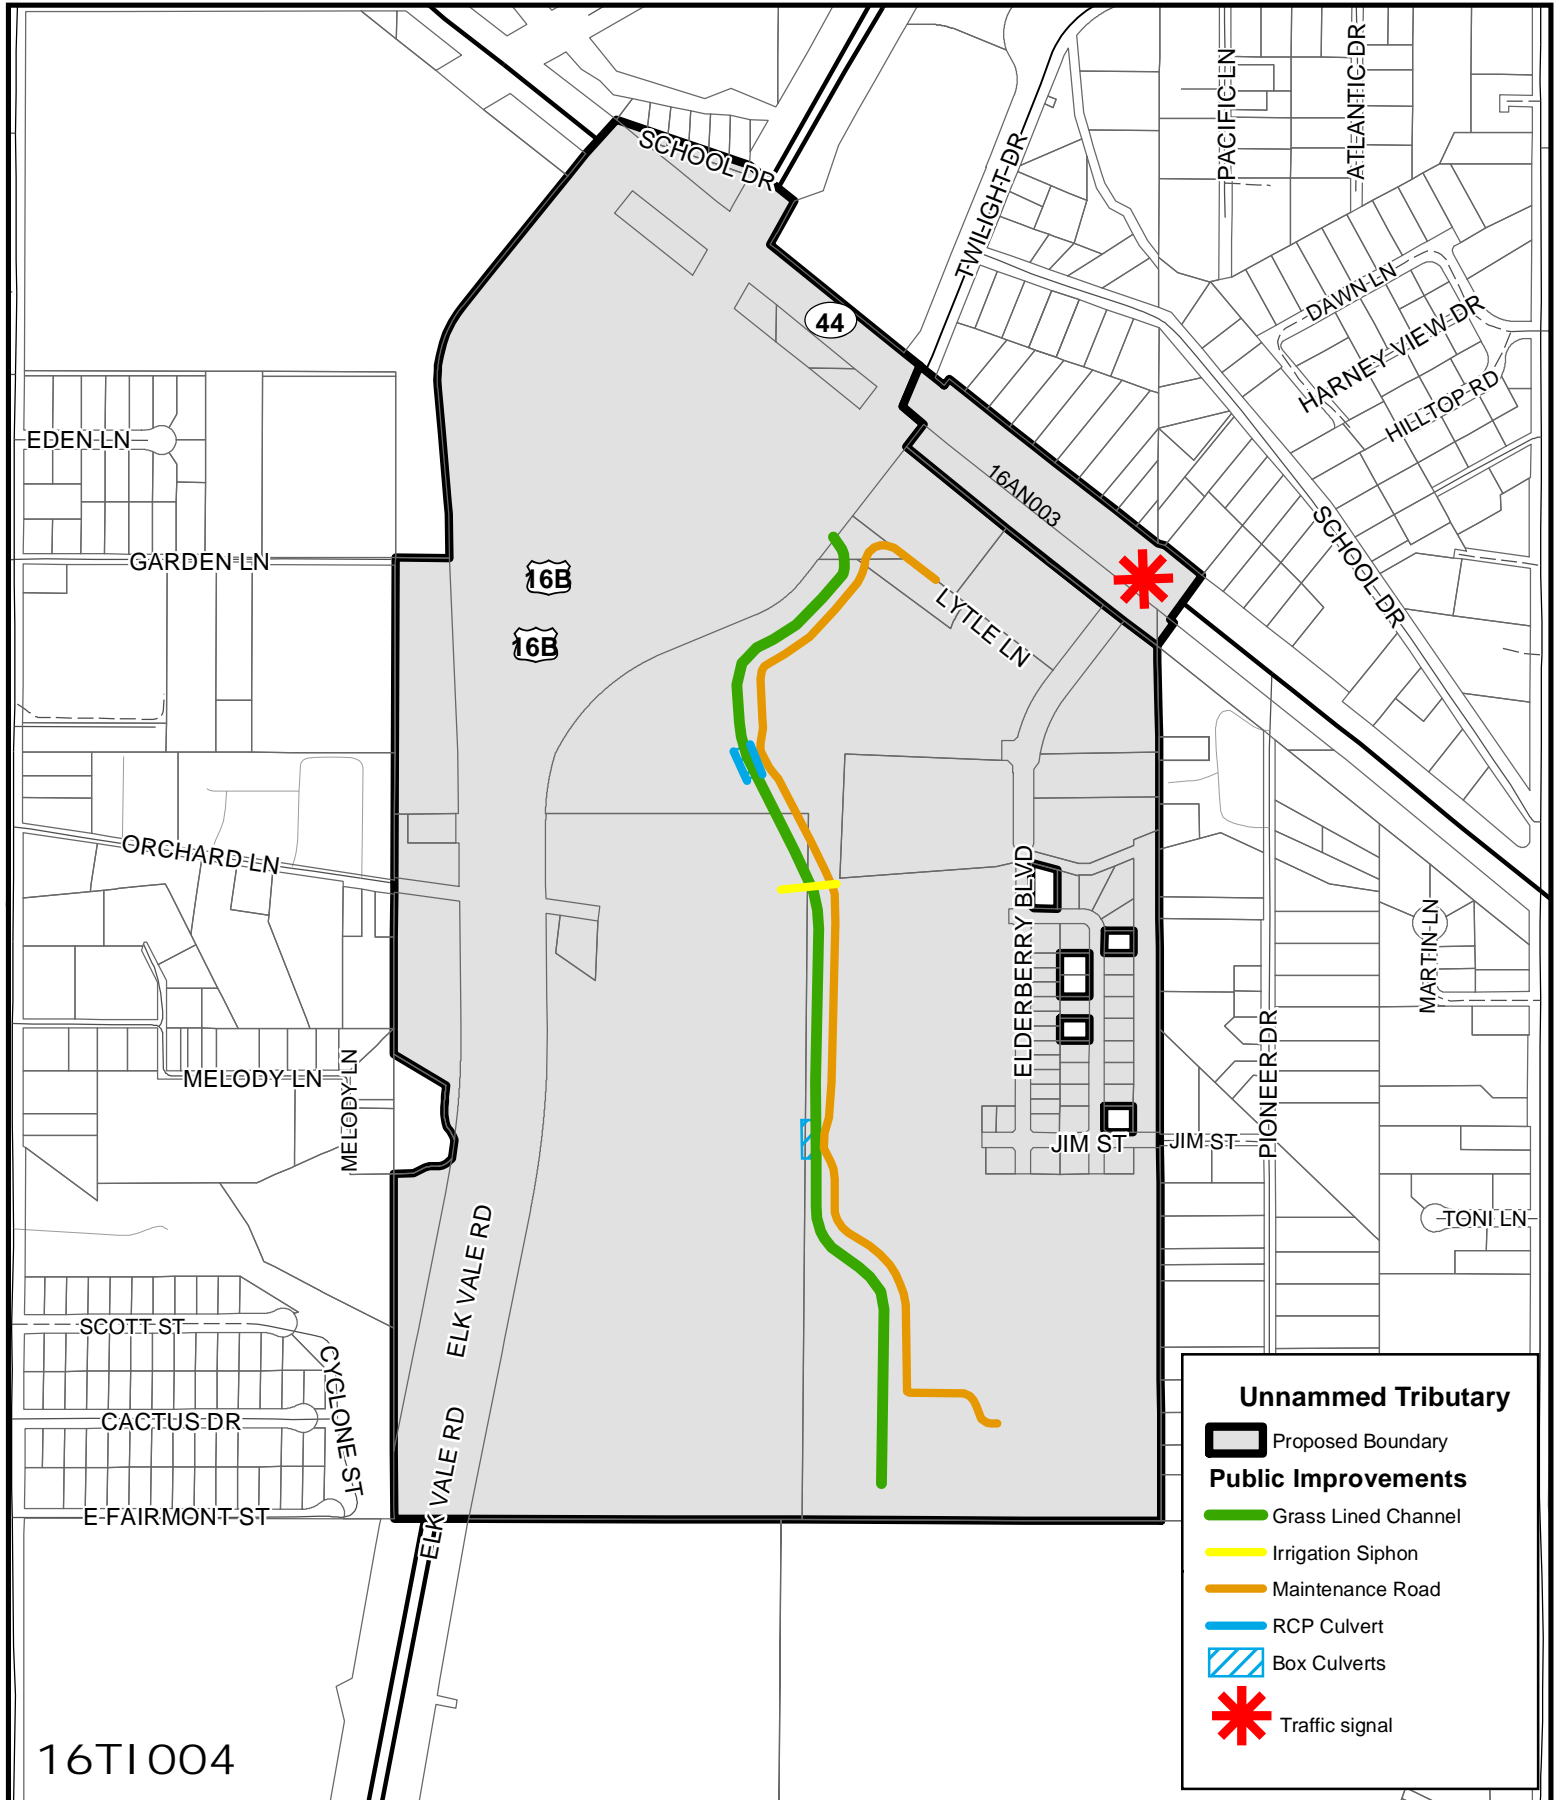 SCHOOL DR
TWILIGHT DR
PACIFIC LN
ATLANTIC DR
DAWN LN
HARNEY VIEW DR
HILLTOP RD
44
EDEN LN
16AN003
SCHOOL DR
GARDEN LN
16B
16B
LYTLE LN
ORCHARD LN
ELDERBERRY BLVD
MARTIN LN
MELODY LN
MELODY LN
PIONEER DR
JIM ST
JIM ST
TONI LN
ELK VALE RD
SCOTT ST
CYCLONE ST
CACTUS DR
ELK VALE RD
E FAIRMONT ST
Unnammed Tributary
Proposed Boundary
Public Improvements
Grass Lined Channel
Irrigation Siphon
Maintenance Road
RCP Culvert
Box Culverts
Traffic signal
16TI004